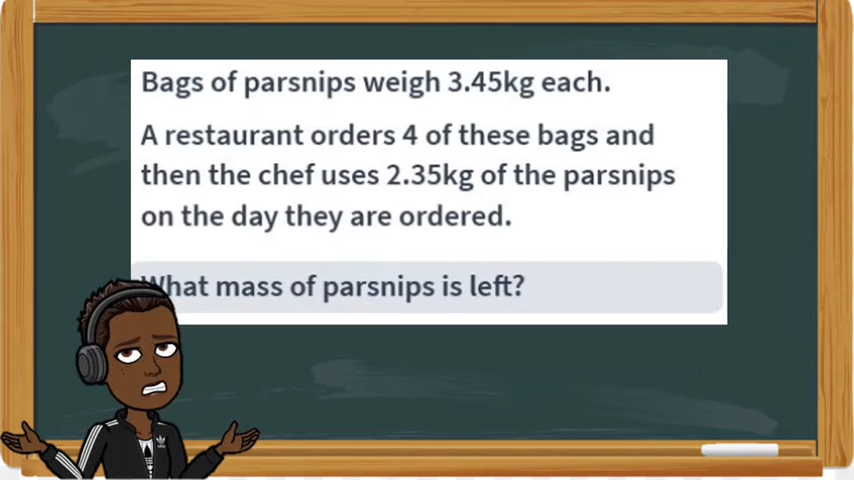 Bags of parsnips weigh 3.45kg each.
A restaurant orders 4 of these bags and
then the chef uses 2.35kg of the parsnips
on the day they are ordered.
What mass of parsnips is left?